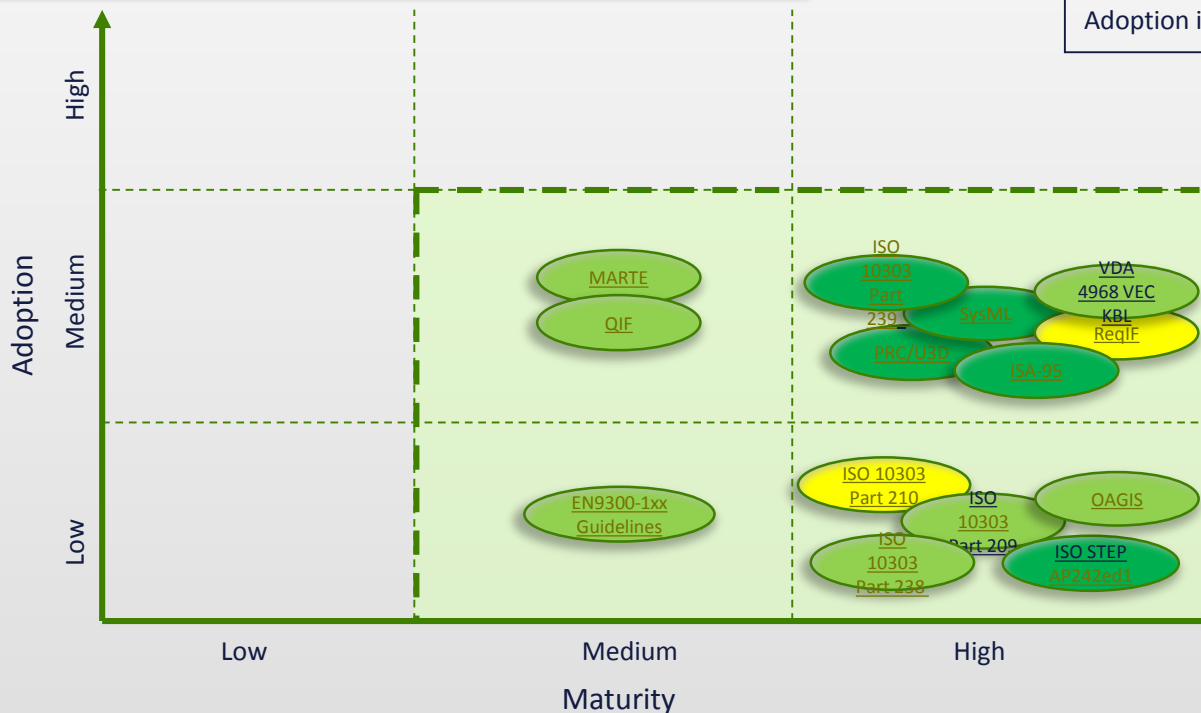 Adoption i
High
Medium
Low
Adoption
MARTE
QIF
ISO
10303
Part
239
SysML
PRC/U3D
VDA
4968 VEC
KBL
ReqIF
ISA-95
EN9300-1xx
Guidelines
ISO 10303
Part 210
ISO
10303
Part 209
ISO
10303
Part 238
OAGIS
ISO STEP
AP242ed1
Low
Medium
High
Maturity